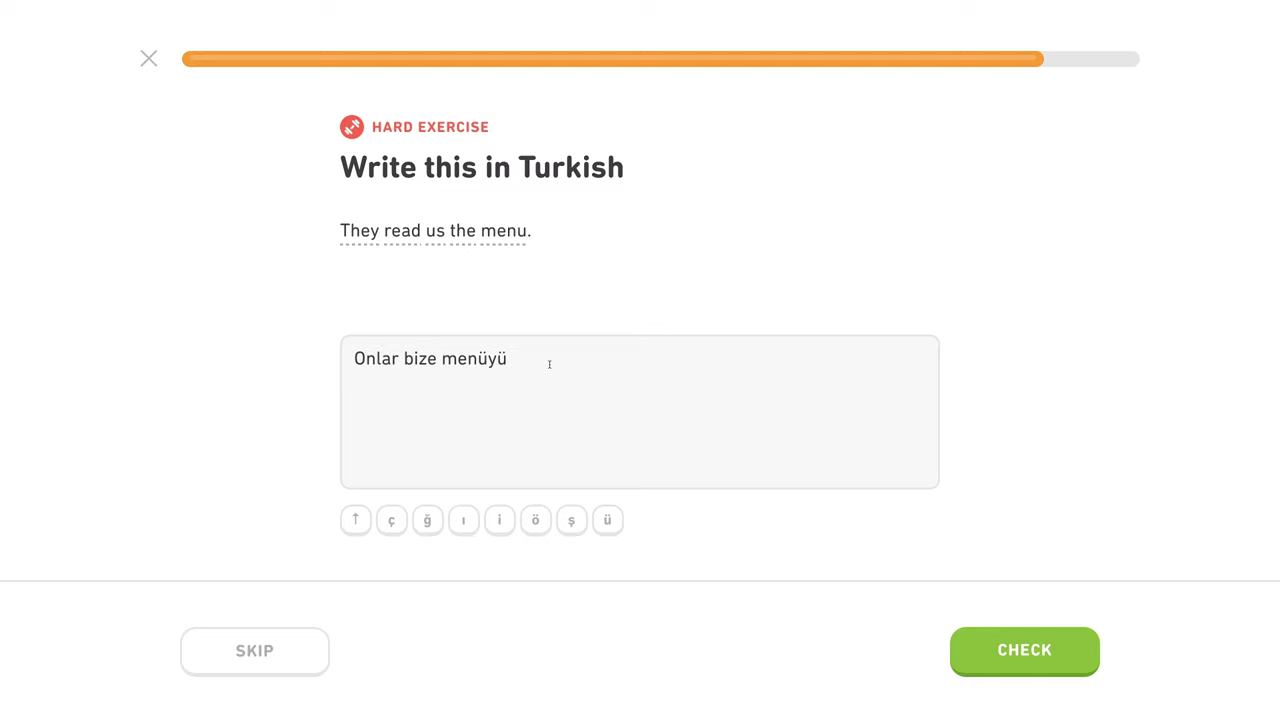 HARD EXERCISE
Write this in Turkish
They read us the menu.
Onlar bize menüyü
↑ ç ğ ı i ö ş ü
SKIP
CHECK